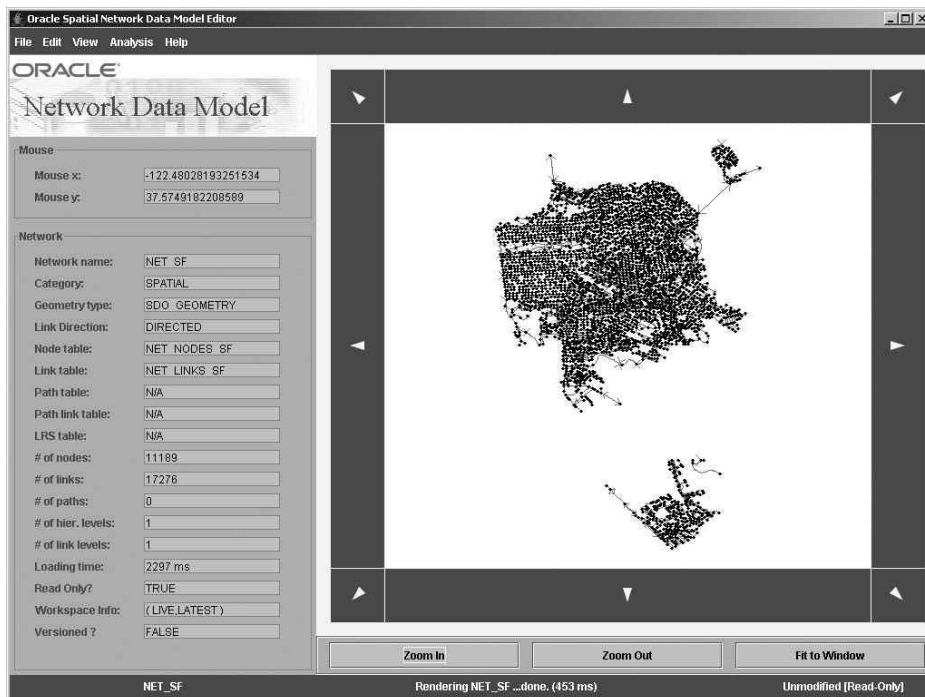 Oracle Spatial Network Data Model Editor
File Edit View Analysis Help
ORACLE
Network Data Model
Mouse
Mouse x: -122.48028193251534
Mouse y: 37.5749182208589
Network
Network name: NET_SF
Category: SPATIAL
Geometry type: SDO_GEOMETRY
Link Direction: DIRECTED
Node table: NET_NODES_SF
Link table: NET_LINKS_SF
Path table: N/A
Path link table: N/A
LRS table: N/A
# of nodes: 11189
# of links: 17276
# of paths: 0
# of hier. levels: 1
# of link levels: 1
Loading time: 2297 ms
Read Only? TRUE
Workspace Info: ( LIVE,LATEST )
Versioned ? FALSE
Zoom In Zoom Out Fit to Window
NET_SF Rendering NET_SF ...done. (453 ms) Unmodified [Read-Only]